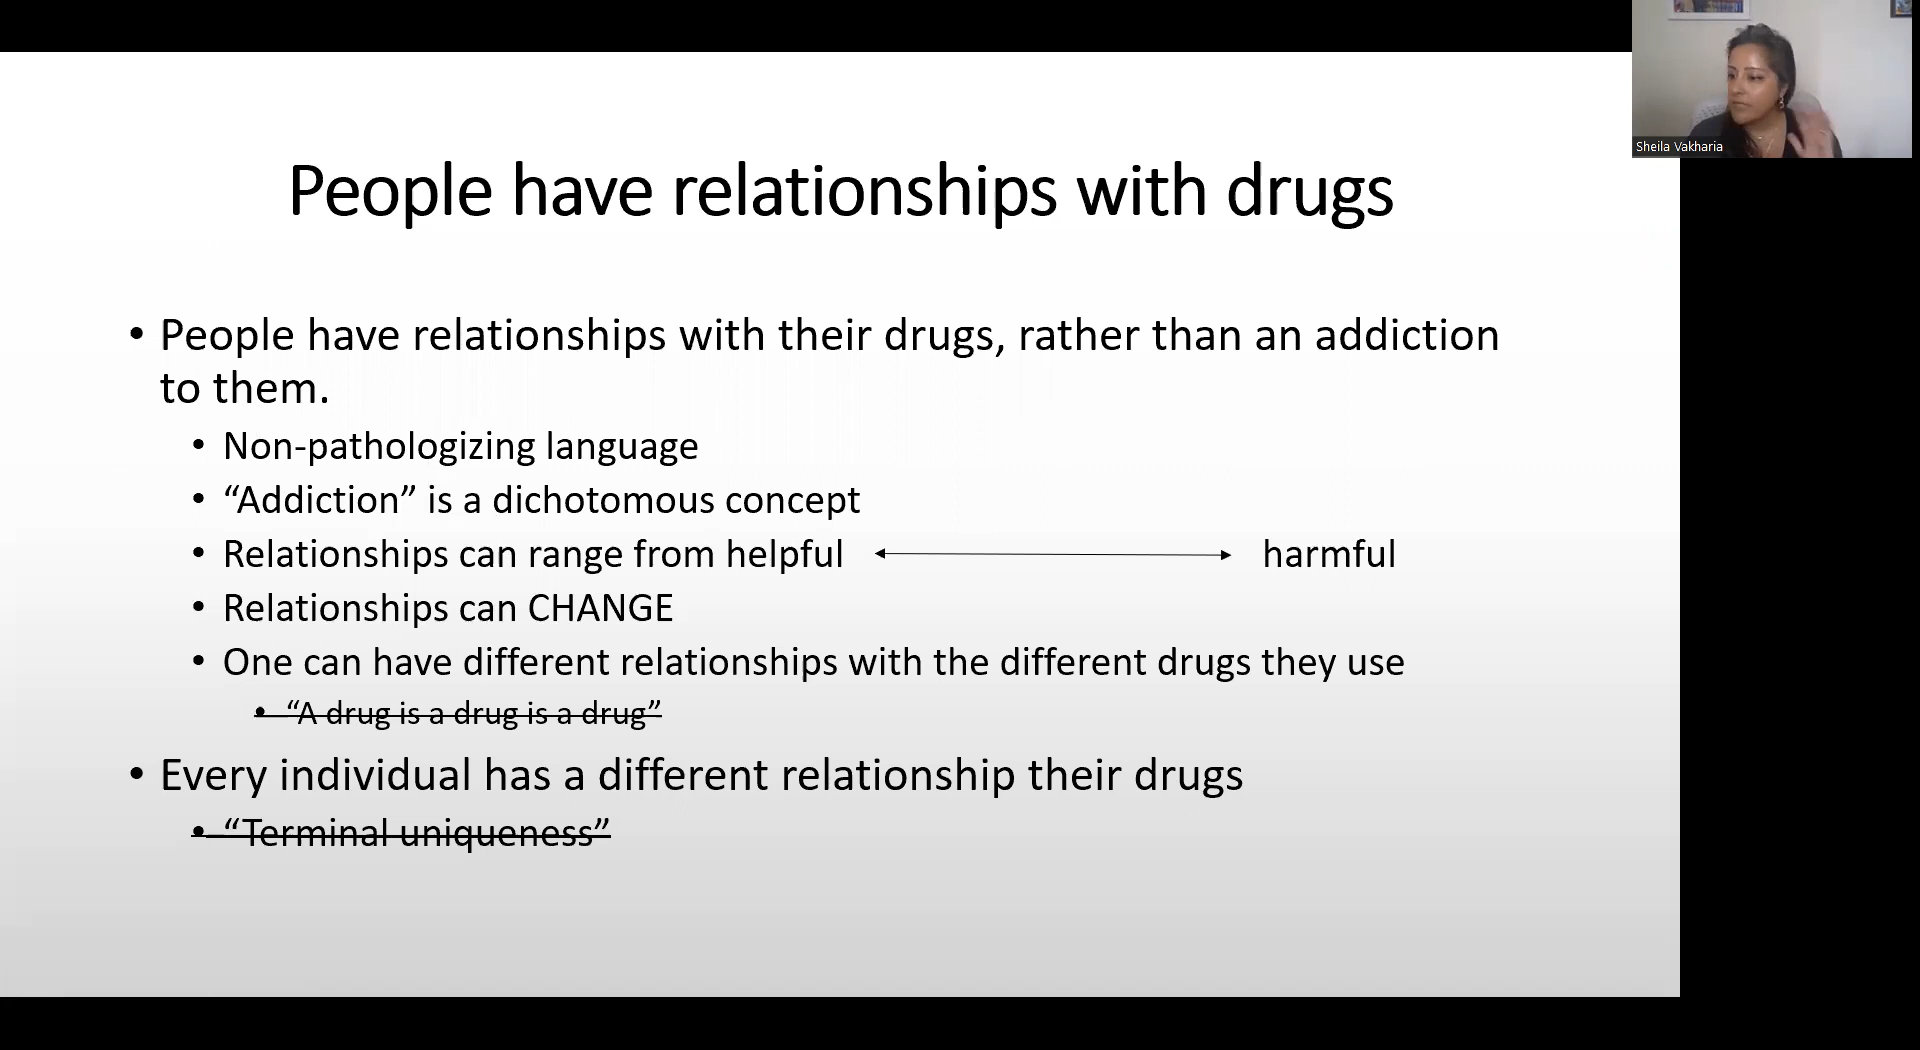 Sheila Vakharia
People have relationships with drugs
• People have relationships with their drugs, rather than an addiction
to them.
• Non-pathologizing language
• “Addiction” is a dichotomous concept
• Relationships can range from helpful harmful
• Relationships can CHANGE
• One can have different relationships with the different drugs they use
• “A drug is a drug is a drug”
• Every individual has a different relationship their drugs
• “Terminal uniqueness”